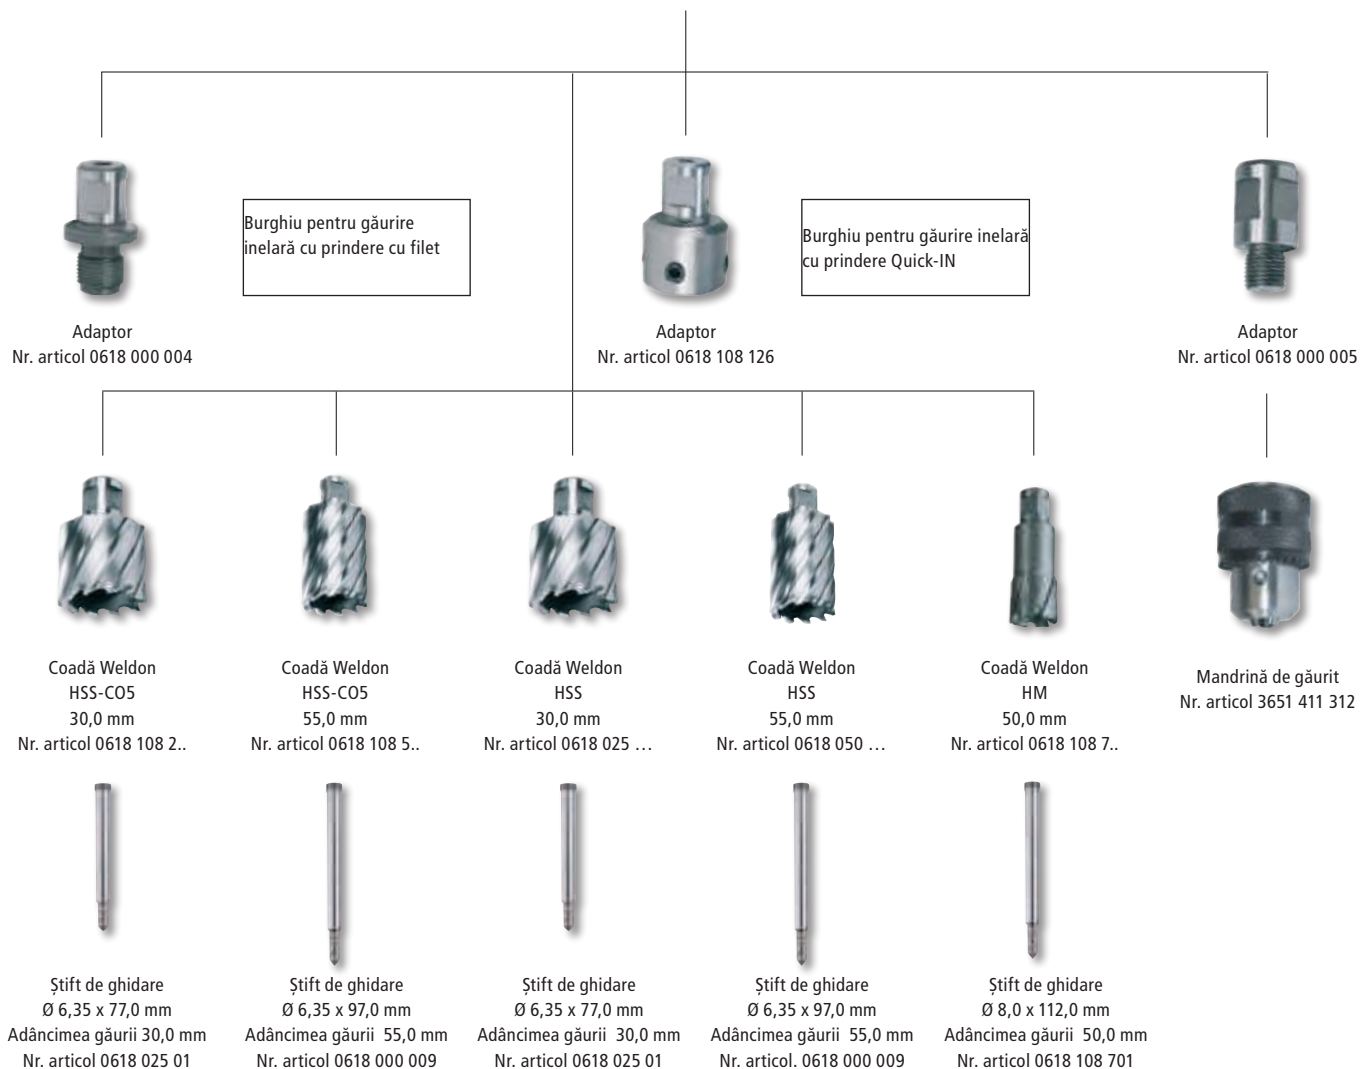 Burghiu pentru găurire
inelară cu prindere cu filet
Burghiu pentru găurire inelară
cu prindere Quick-IN
Adaptor
Nr. articol 0618 000 004
Adaptor
Nr. articol 0618 108 126
Adaptor
Nr. articol 0618 000 005
Coadă Weldon
HSS-CO5
30,0 mm
Nr. articol 0618 108 2..
Coadă Weldon
HSS-CO5
55,0 mm
Nr. articol 0618 108 5..
Coadă Weldon
HSS
30,0 mm
Nr. articol 0618 025 …
Coadă Weldon
HSS
55,0 mm
Nr. articol 0618 050 …
Coadă Weldon
HM
50,0 mm
Nr. articol 0618 108 7..
Mandrină de găurit
Nr. articol 3651 411 312
Știft de ghidare
Ø 6,35 x 77,0 mm
Adâncimea găurii 30,0 mm
Nr. articol 0618 025 01
Știft de ghidare
Ø 6,35 x 97,0 mm
Adâncimea găurii 55,0 mm
Nr. articol 0618 000 009
Știft de ghidare
Ø 6,35 x 77,0 mm
Adâncimea găurii 30,0 mm
Nr. articol 0618 025 01
Știft de ghidare
Ø 6,35 x 97,0 mm
Adâncimea găurii 55,0 mm
Nr. articol. 0618 000 009
Știft de ghidare
Ø 8,0 x 112,0 mm
Adâncimea găurii 50,0 mm
Nr. articol 0618 108 701